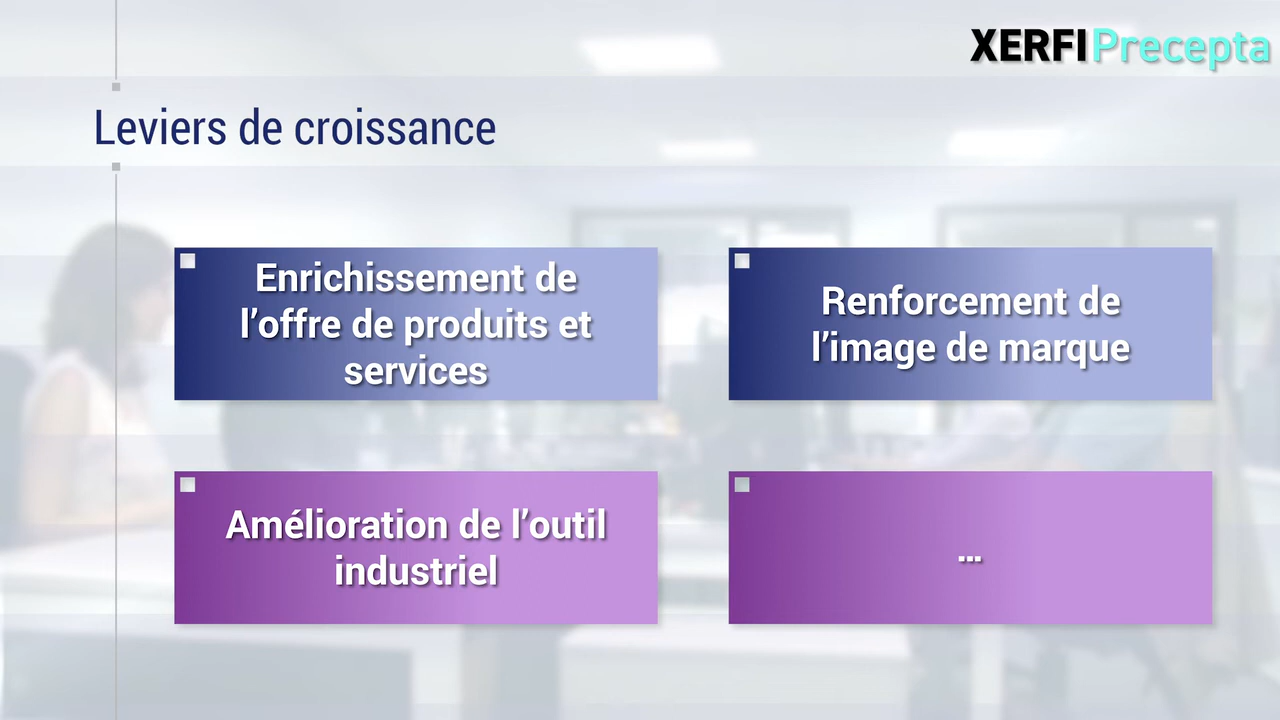 XERFI Precepta
Leviers de croissance
Enrichissement de
l’offre de produits et
services
Renforcement de
l’image de marque
Amélioration de l’outil
industriel
...